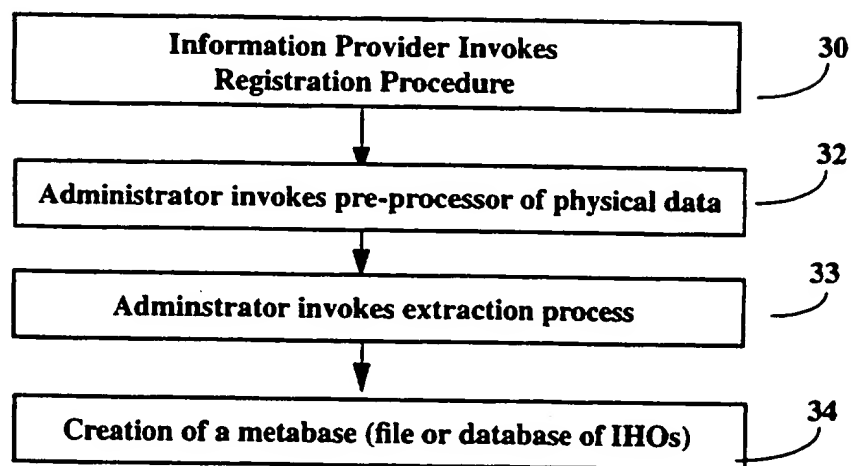 Information Provider Invokes
Registration Procedure
30
Administrator invokes pre-processor of physical data
32
Adminstrator invokes extraction process
33
Creation of a metabase (file or database of IHOs)
34